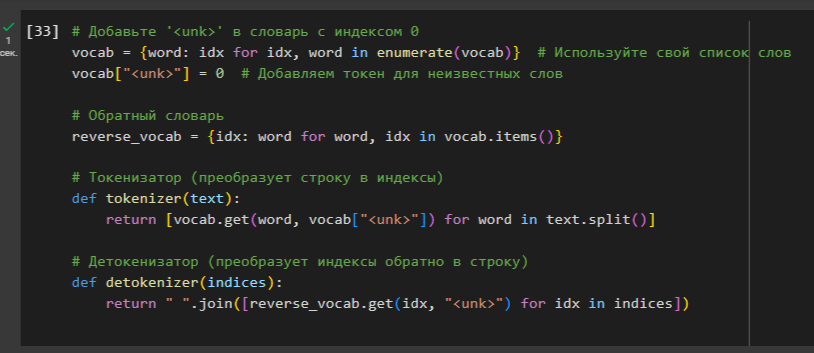 [33] # Добавьте '<unk>' в словарь с индексом 0
vocab = {word: idx for idx, word in enumerate(vocab)}  # Используйте свой список слов
vocab["<unk>"] = 0  # Добавляем токен для неизвестных слов
# Обратный словарь
reverse_vocab = {idx: word for word, idx in vocab.items()}
# Токенизатор (преобразует строку в индексы)
def tokenizer(text):
    return [vocab.get(word, vocab["<unk>"]) for word in text.split()]
# Детокенизатор (преобразует индексы обратно в строку)
def detokenizer(indices):
    return " ".join([reverse_vocab.get(idx, "<unk>") for idx in indices])
1
сек.